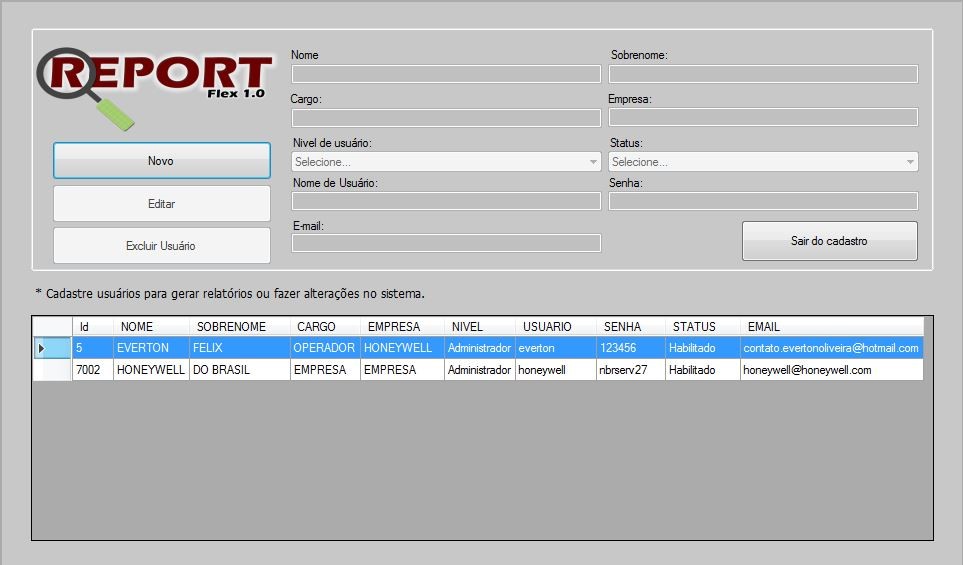 REPORT
Flex 1.0
Nome
Sobrenome:
Cargo:
Empresa:
Novo
Nivel de usuário:
Status:
Selecione...
Selecione...
Editar
Nome de Usuário:
Senha:
Excluir Usuário
E-mail:
Sair do cadastro
* Cadastre usuários para gerar relatórios ou fazer alterações no sistema.
Id NOME SOBRENOME CARGO EMPRESA NIVEL USUARIO SENHA STATUS EMAIL
5 EVERTON FELIX OPERADOR HONEYWELL Administrador everton 123456 Habilitado contato.evertonoliveira@hotmail.com
7002 HONEYWELL DO BRASIL EMPRESA EMPRESA Administrador honeywell nbrserv27 Habilitado honeywell@honeywell.com